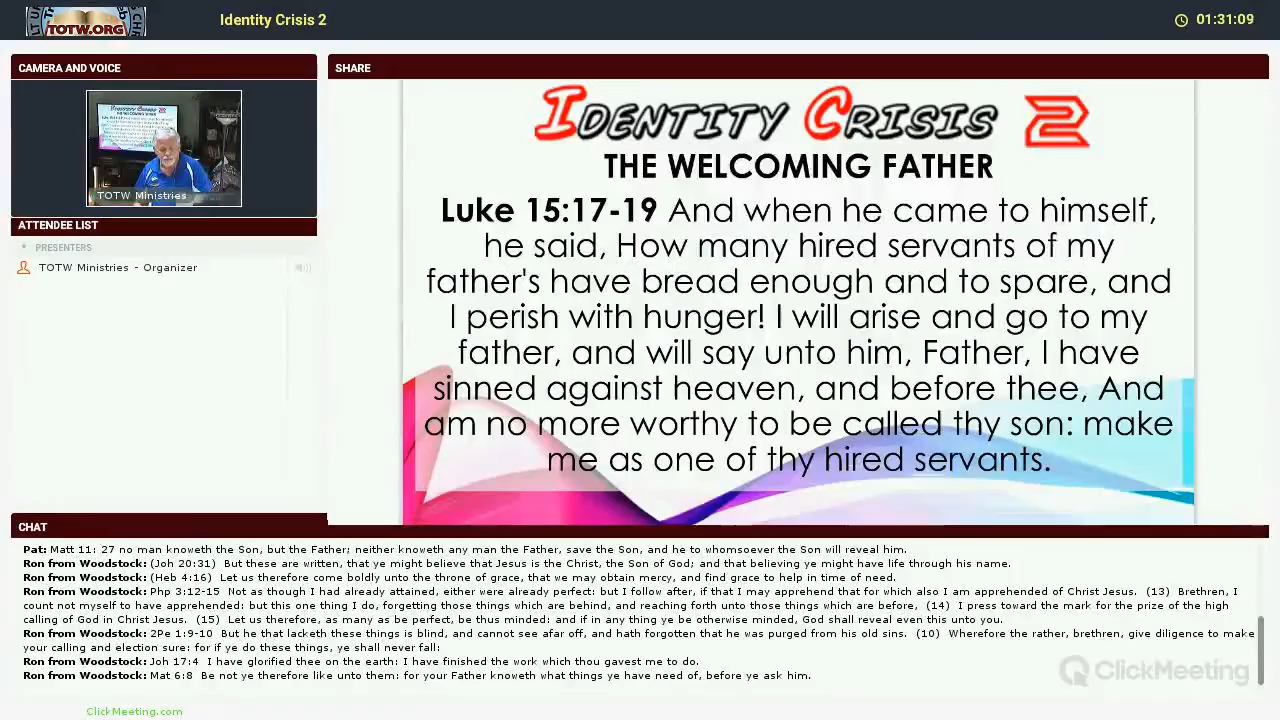 TOTW.ORG
Identity Crisis 2
01:31:09
CAMERA AND VOICE
TOTW Ministries
ATTENDEE LIST
PRESENTERS
TOTW Ministries - Organizer
SHARE
IDENTITY CRISIS 2
THE WELCOMING FATHER
Luke 15:17-19 And when he came to himself,
he said, How many hired servants of my
father's have bread enough and to spare, and
I perish with hunger! I will arise and go to my
father, and will say unto him, Father, I have
sinned against heaven, and before thee, And
am no more worthy to be called thy son: make
me as one of thy hired servants.
CHAT
Pat: Matt 11: 27 no man knoweth the Son, but the Father; neither knoweth any man the Father, save the Son, and he to whomsoever the Son will reveal him.
Ron from Woodstock: (Joh 20:31) But these are written, that ye might believe that Jesus is the Christ, the Son of God; and that believing ye might have life through his name.
Ron from Woodstock: (Heb 4:16) Let us therefore come boldly unto the throne of grace, that we may obtain mercy, and find grace to help in time of need.
Ron from Woodstock: Php 3:12-15 Not as though I had already attained, either were already perfect: but I follow after, if that I may apprehend that for which also I am apprehended of Christ Jesus. (13) Brethren, I
count not myself to have apprehended: but this one thing I do, forgetting those things which are behind, and reaching forth unto those things which are before, (14) I press toward the mark for the prize of the high
calling of God in Christ Jesus. (15) Let us therefore, as many as be perfect, be thus minded: and if in any thing ye be otherwise minded, God shall reveal even this unto you.
Ron from Woodstock: 2Pe 1:9-10 But he that lacketh these things is blind, and cannot see afar off, and hath forgotten that he was purged from his old sins. (10) Wherefore the rather, brethren, give diligence to make
your calling and election sure: for if ye do these things, ye shall never fall:
Ron from Woodstock: Joh 17:4 I have glorified thee on the earth: I have finished the work which thou gavest me to do.
Ron from Woodstock: Mat 6:8 Be not ye therefore like unto them: for your Father knoweth what things ye have need of, before ye ask him.
ClickMeeting
ClickMeeting.com